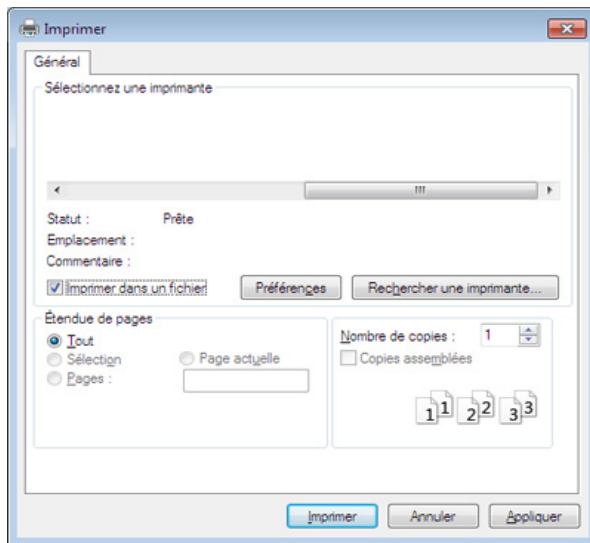 Imprimer
Général
Sélectionnez une imprimante
Statut : Prête
Emplacement :
Commentaire :
Imprimer dans un fichier Préférences Rechercher une imprimante...
Étendue de pages
Tout
Sélection Page actuelle
Pages :
Nombre de copies : 1
Copies assemblées
1 1 2 2 3 3
Imprimer Annuler Appliquer